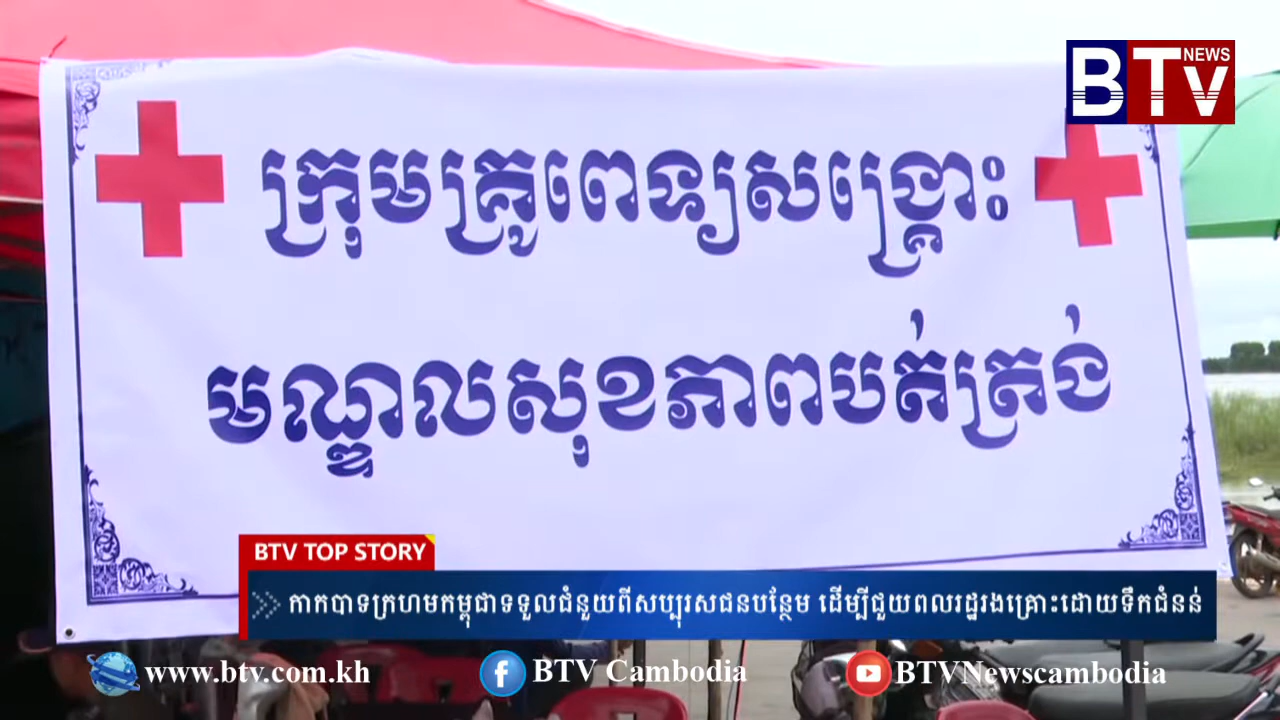 BTV NEWS
ក្រុមគ្រូពេទ្យសង្គ្រោះ
មណ្ឌលសុខភាពបត់ត្រង់
BTV TOP STORY
កាកបាទក្រហមកម្ពុជាទទួលជំនួយពីសប្បុរសជនបន្ថែម ដើម្បីជួយពលរដ្ឋរងគ្រោះដោយទឹកជំនន់
www.btv.com.kh
BTV Cambodia
BTVNewscambodia